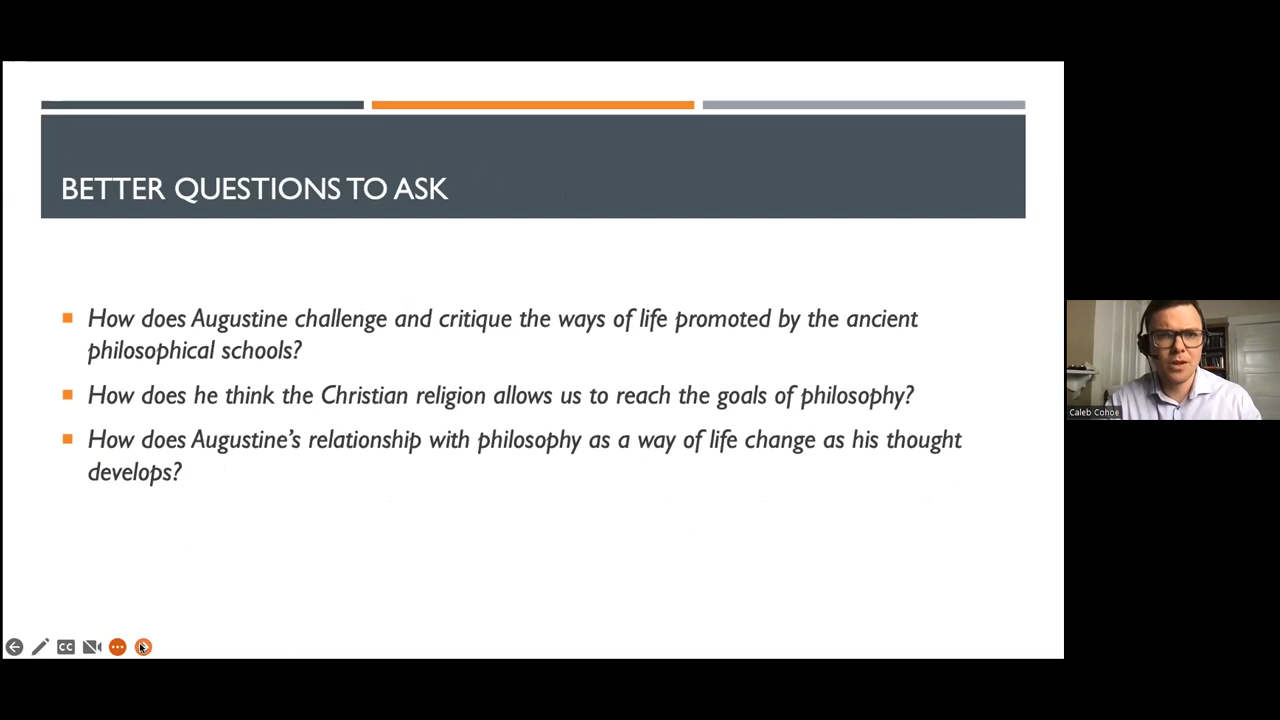 BETTER QUESTIONS TO ASK
How does Augustine challenge and critique the ways of life promoted by the ancient
philosophical schools?
How does he think the Christian religion allows us to reach the goals of philosophy?
How does Augustine's relationship with philosophy as a way of life change as his thought
develops?
Caleb Cohoe
CC